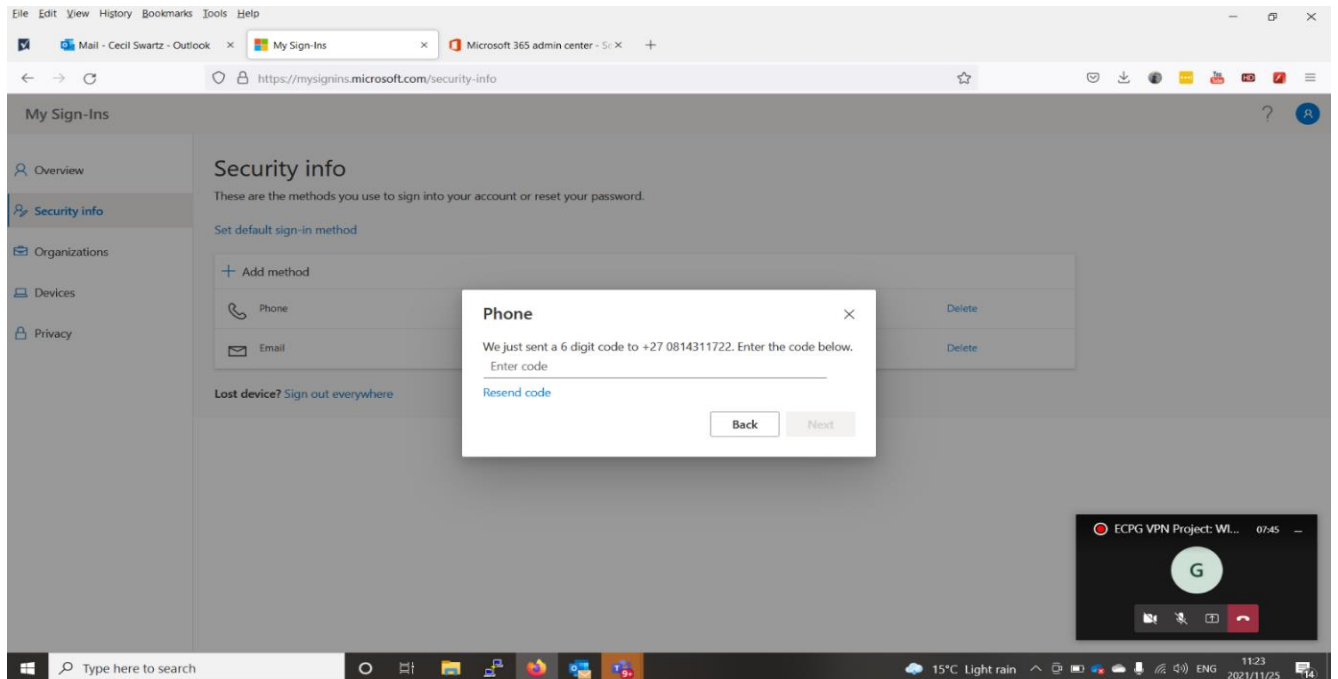 File Edit View History Bookmarks Tools Help
Mail - Cecil Swartz - Outlook
My Sign-Ins
Microsoft 365 admin center - Sc
https://mysignins.microsoft.com/security-info
HD
My Sign-Ins
?
Overview
Security info
Organizations
Devices
Privacy
Security info
These are the methods you use to sign into your account or reset your password.
Set default sign-in method
+ Add method
Phone
Delete
Email
Delete
Lost device? Sign out everywhere
Phone
We just sent a 6 digit code to +27 0814311722. Enter the code below.
Enter code
Resend code
Back Next
ECPG VPN Project: WI... 07:45
G
Type here to search
9+
15°C Light rain
ENG
11:23
2021/11/25
14